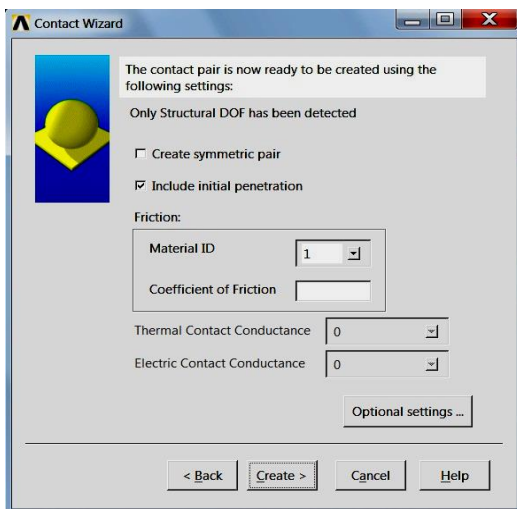 Contact Wizard
The contact pair is now ready to be created using the
following settings:
Only Structural DOF has been detected
Create symmetric pair
Include initial penetration
Friction:
Material ID 1
Coefficient of Friction
Thermal Contact Conductance 0
Electric Contact Conductance 0
Optional settings ...
< Back Create > Cancel Help